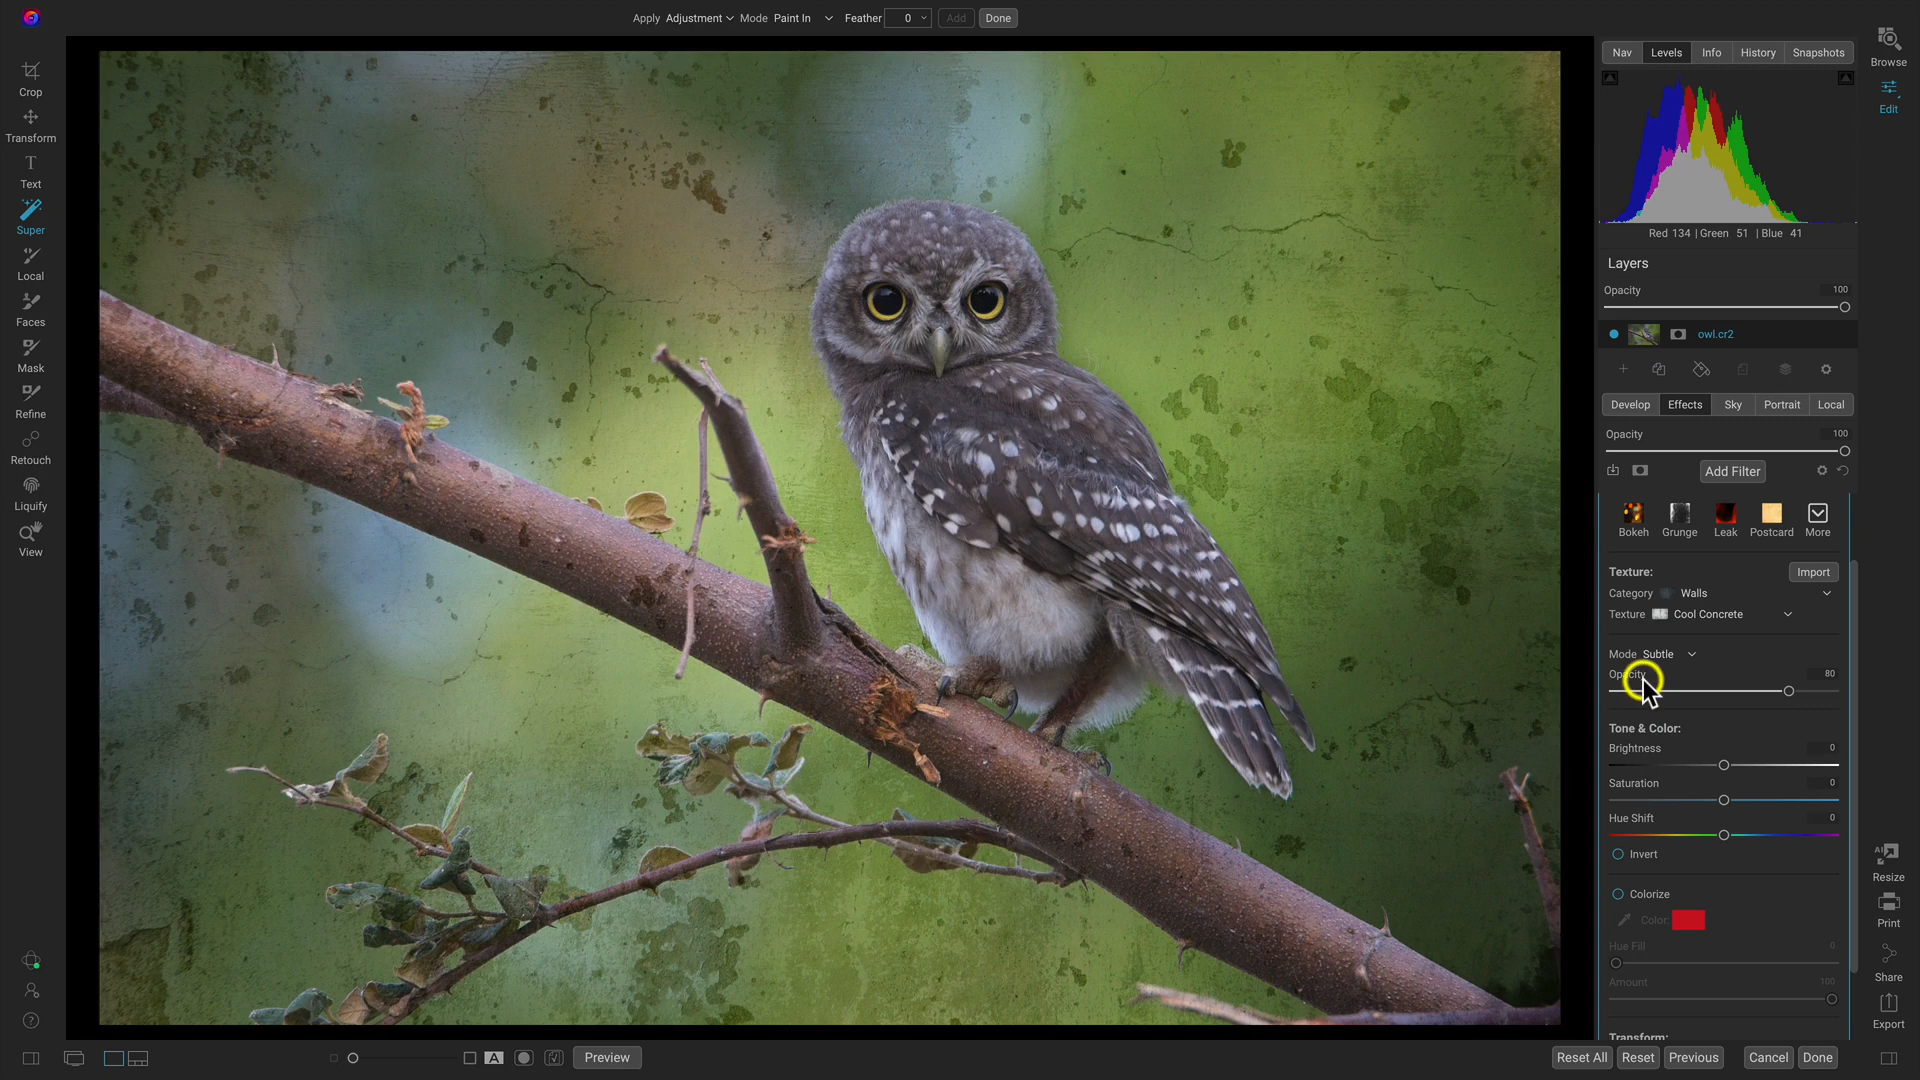 Apply Adjustment Mode Paint In Feather 0 Add Done
Crop
Transform
Text
Super
Local
Faces
Mask
Refine
Retouch
Liquify
View
Nav Levels Info History Snapshots
Red 134 | Green 51 | Blue 41
Layers
Opacity 100
owl.cr2
Develop Effects Sky Portrait Local
Opacity 100
Add Filter
Bokeh Grunge Leak Postcard More
Texture: Import
Category Walls
Texture Cool Concrete
Mode Subtle
Opacity 80
Tone & Color:
Brightness 0
Saturation 0
Hue Shift 0
Invert
Colorize
Color:
Hue Fill 0
Amount 100
Transform:
Browse
Edit
AI
Resize
Print
Share
Export
A Preview
Reset All Reset Previous Cancel Done